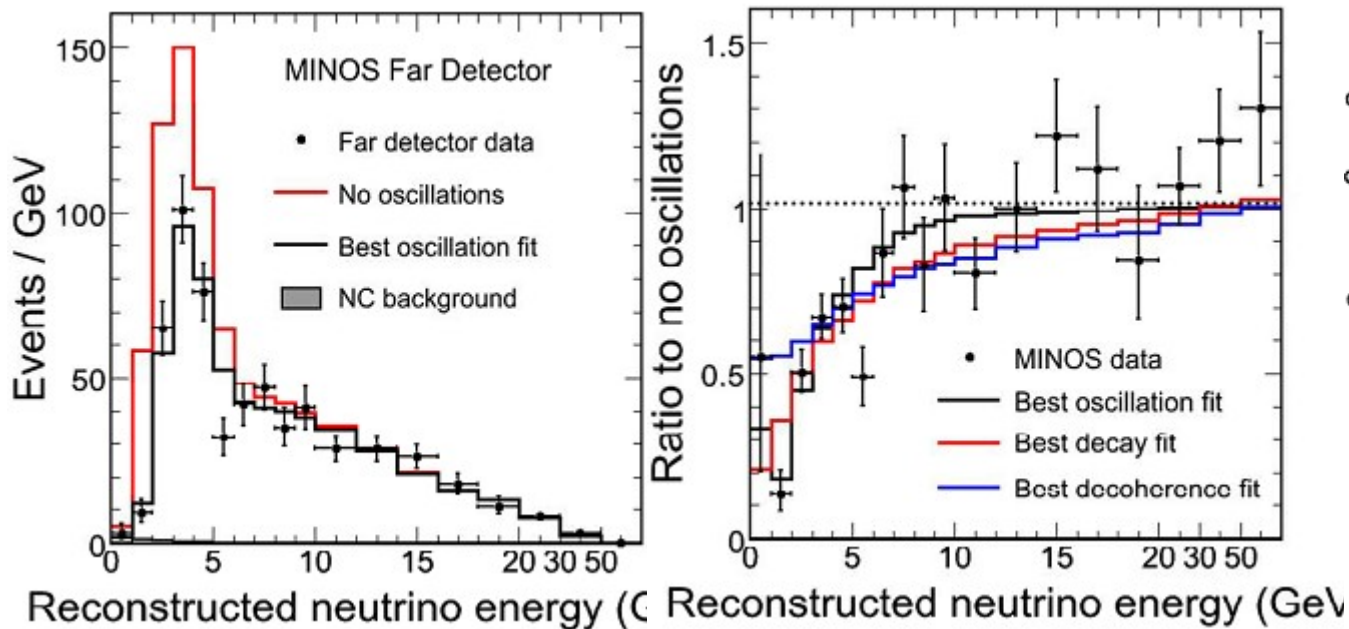 150
100
50
0
Events / GeV
MINOS Far Detector
Far detector data
No oscillations
Best oscillation fit
NC background
0 5 10 15 20 30 50
Reconstructed neutrino energy (G
1.5
1
0.5
0
Ratio to no oscillations
MINOS data
Best oscillation fit
Best decay fit
Best decoherence fit
0 5 10 15 20 30 50
Reconstructed neutrino energy (GeV